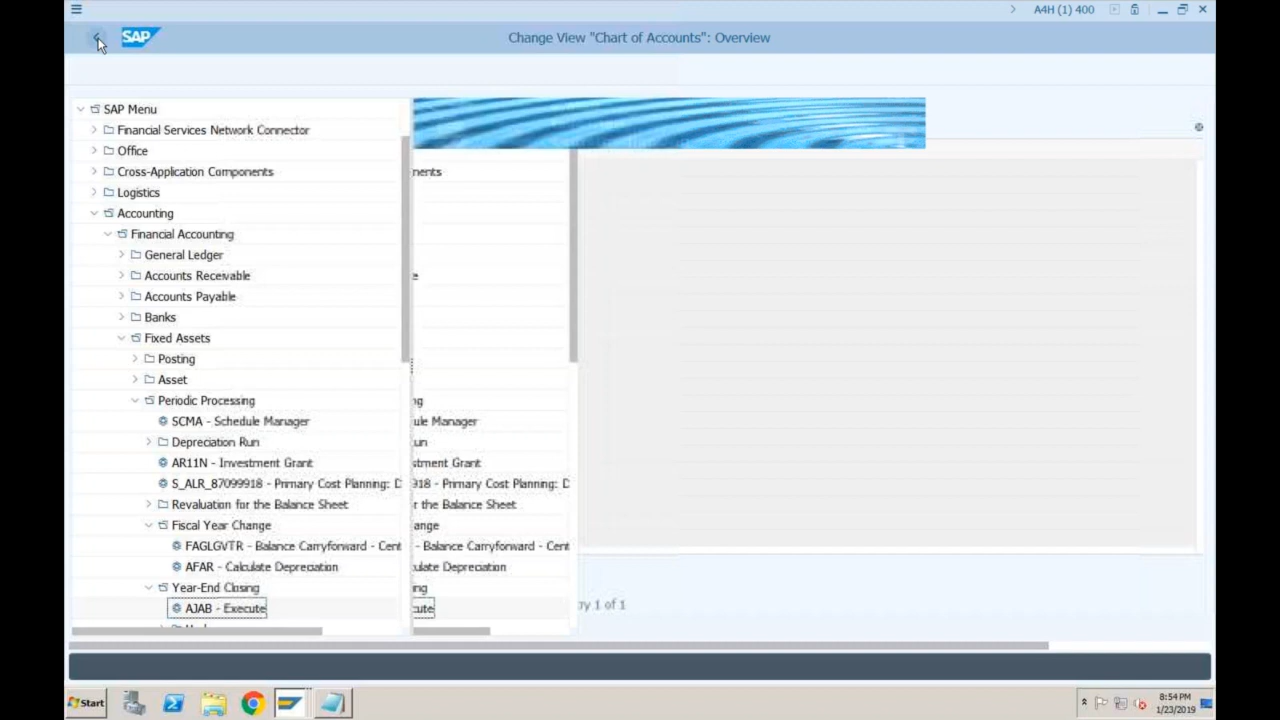 A4H (1) 400
SAP
Change View "Chart of Accounts": Overview
SAP Menu
Financial Services Network Connector
Office
Cross-Application Components
nents
Logistics
Accounting
Financial Accounting
General Ledger
Accounts Receivable
e
Accounts Payable
Banks
Fixed Assets
Posting
Asset
Periodic Processing
ng
SCMA - Schedule Manager
ule Manager
Depreciation Run
un
AR11N - Investment Grant
stment Grant
S_ALR_87099918 - Primary Cost Planning: D
918 - Primary Cost Planning: D
Revaluation for the Balance Sheet
r the Balance Sheet
Fiscal Year Change
ange
FAGLGVTR - Balance Carryforward - Cent
- Balance Carryforward - Cent
AFAR - Calculate Depreciation
ulate Depreciation
Year-End Closing
ng
AJAB - Execute
cute
ry 1 of 1
Start
8:54 PM
1/23/2019